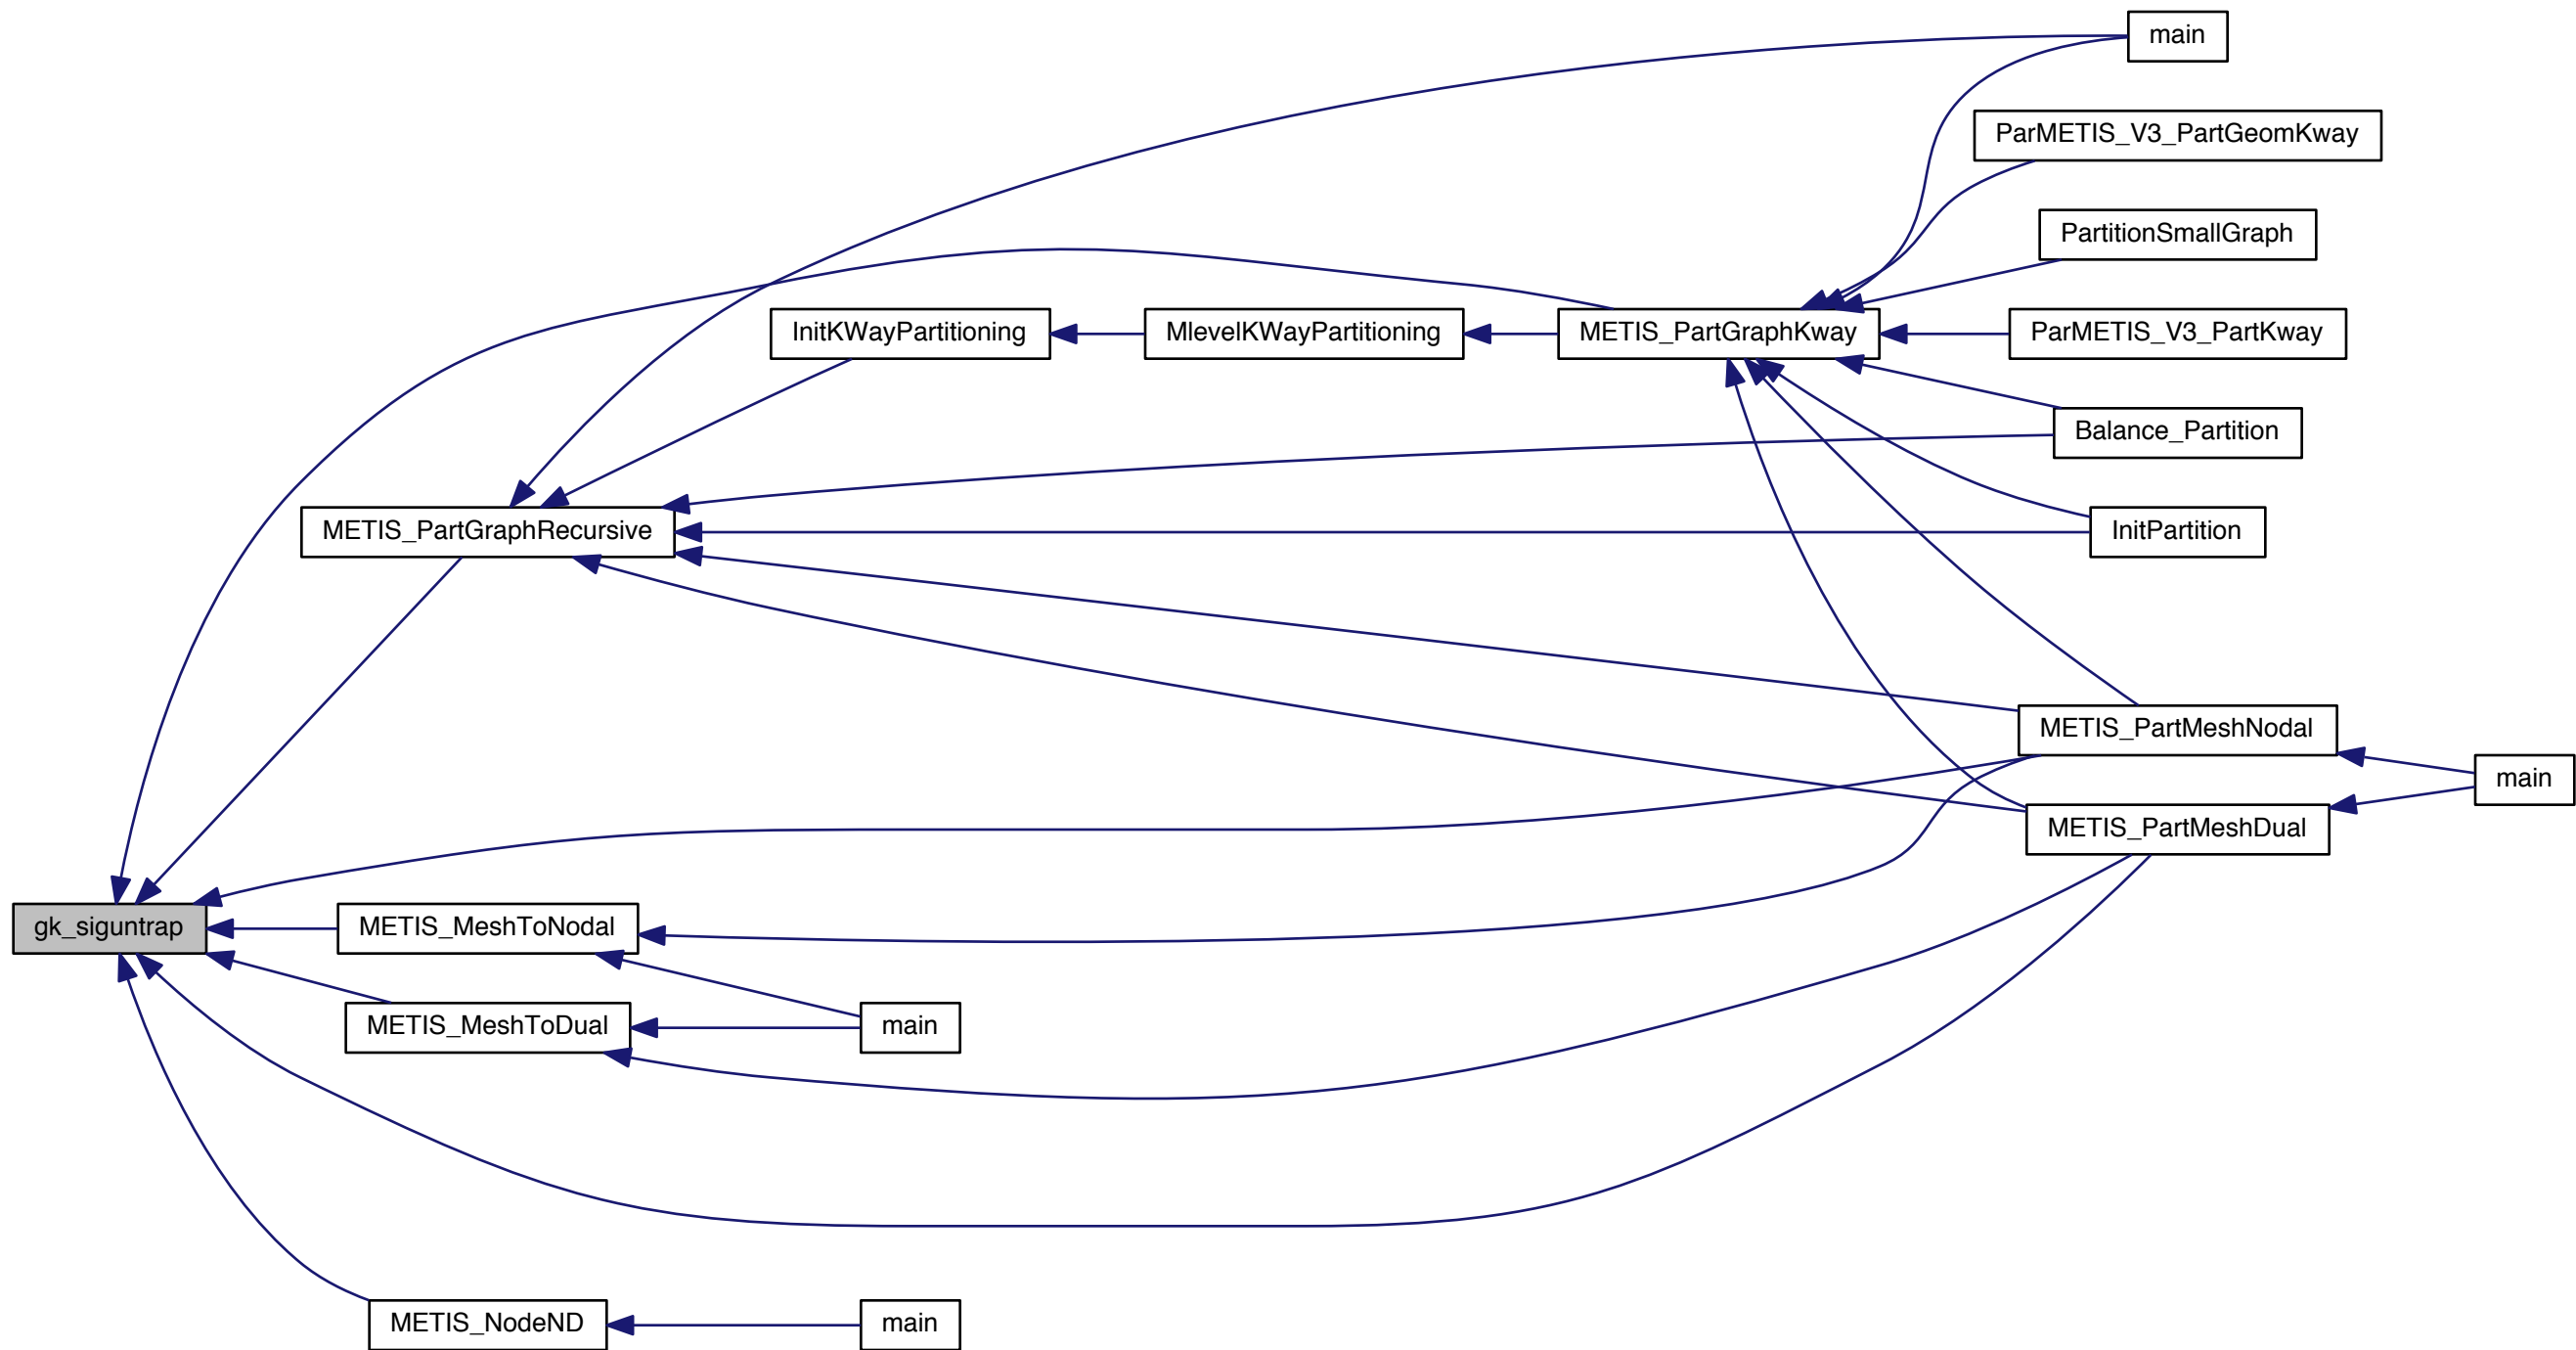 main
ParMETIS_V3_PartGeomKway
PartitionSmallGraph
InitKWayPartitioning
MlevelKWayPartitioning
METIS_PartGraphKway
ParMETIS_V3_PartKway
Balance_Partition
METIS_PartGraphRecursive
InitPartition
METIS_PartMeshNodal
main
METIS_PartMeshDual
gk_siguntrap
METIS_MeshToNodal
METIS_MeshToDual
main
METIS_NodeND
main